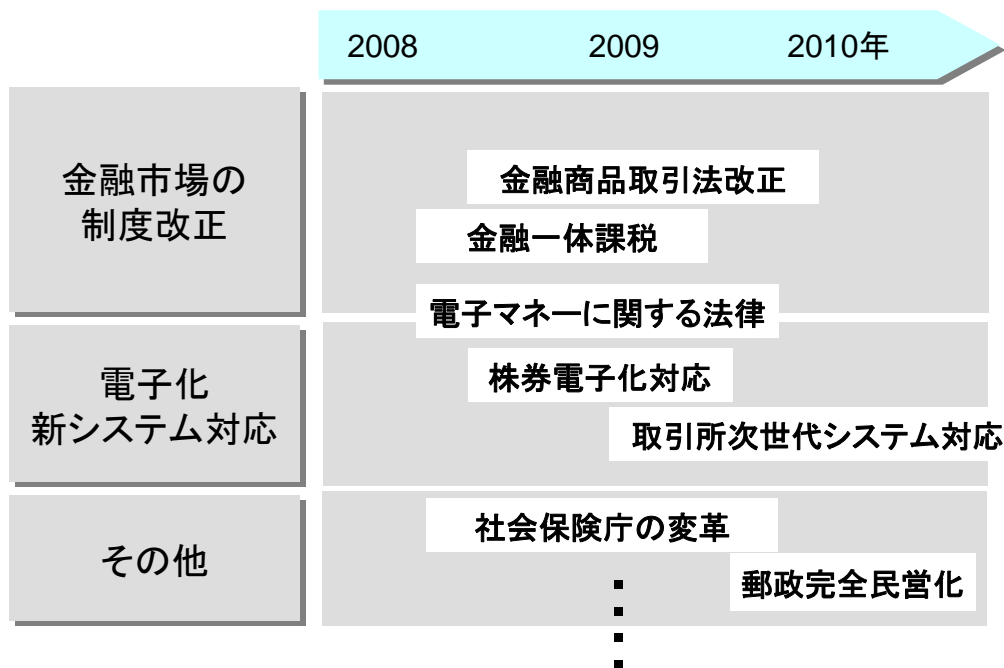 2008 2009 2010年
金融市場の
制度改正
金融商品取引法改正
金融一体課税
電子マネーに関する法律
電子化
新システム対応
株券電子化対応
取引所次世代システム対応
その他
社会保険庁の変革
郵政完全民営化